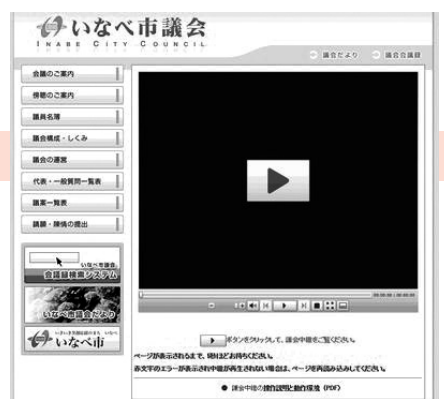 いなべ市議会
INABE CITY COUNCIL
議会だより
議会会議録
会議のご案内
傍聴のご案内
議員名簿
議会構成・しくみ
議会の運営
代表・一般質問一覧表
議案一覧表
請願・陳情の提出
いなべ市議会
会議録検索システム
いなべ市議会だより
いなべ市
ボタンをクリックして、議会中継をご覧ください。
ページが表示されるまで、現状どおお待ちください。
赤文字のエラーが表示され中継が再生されない場合は、ページを再読み込みしてください。
● 議会中継の操作説明と動作環境（PDF）